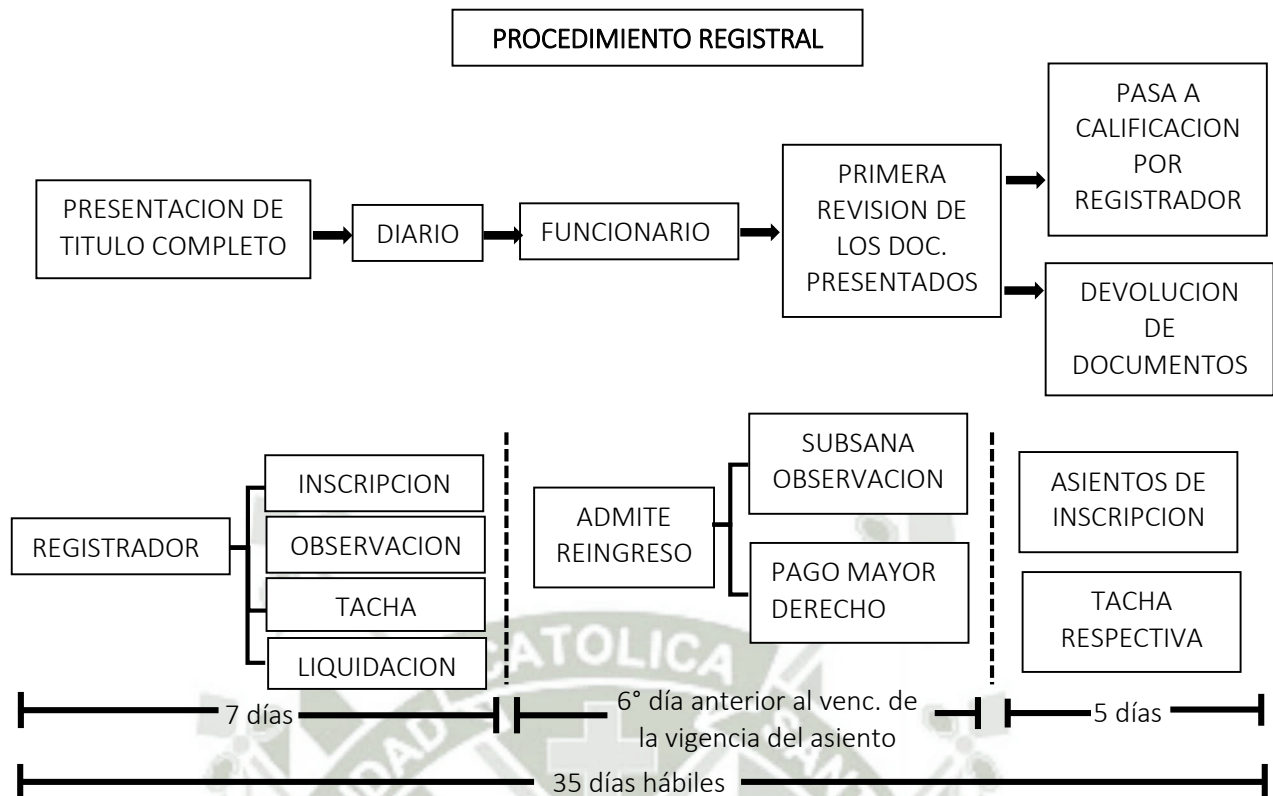 PROCEDIMIENTO REGISTRAL
PRESENTACION DE
TITULO COMPLETO
DIARIO
FUNCIONARIO
PRIMERA
REVISION DE
LOS DOC.
PRESENTADOS
PASA A
CALIFICACION
POR
REGISTRADOR
DEVOLUCION
DE
DOCUMENTOS
REGISTRADOR
INSCRIPCION
OBSERVACION
TACHA
LIQUIDACION
ADMITE
REINGRESO
SUBSANA
OBSERVACION
PAGO MAYOR
DERECHO
ASIENTOS DE
INSCRIPCION
TACHA
RESPECTIVA
7 días
6° día anterior al venc. de
la vigencia del asiento
5 días
35 días hábiles
CATOLICA